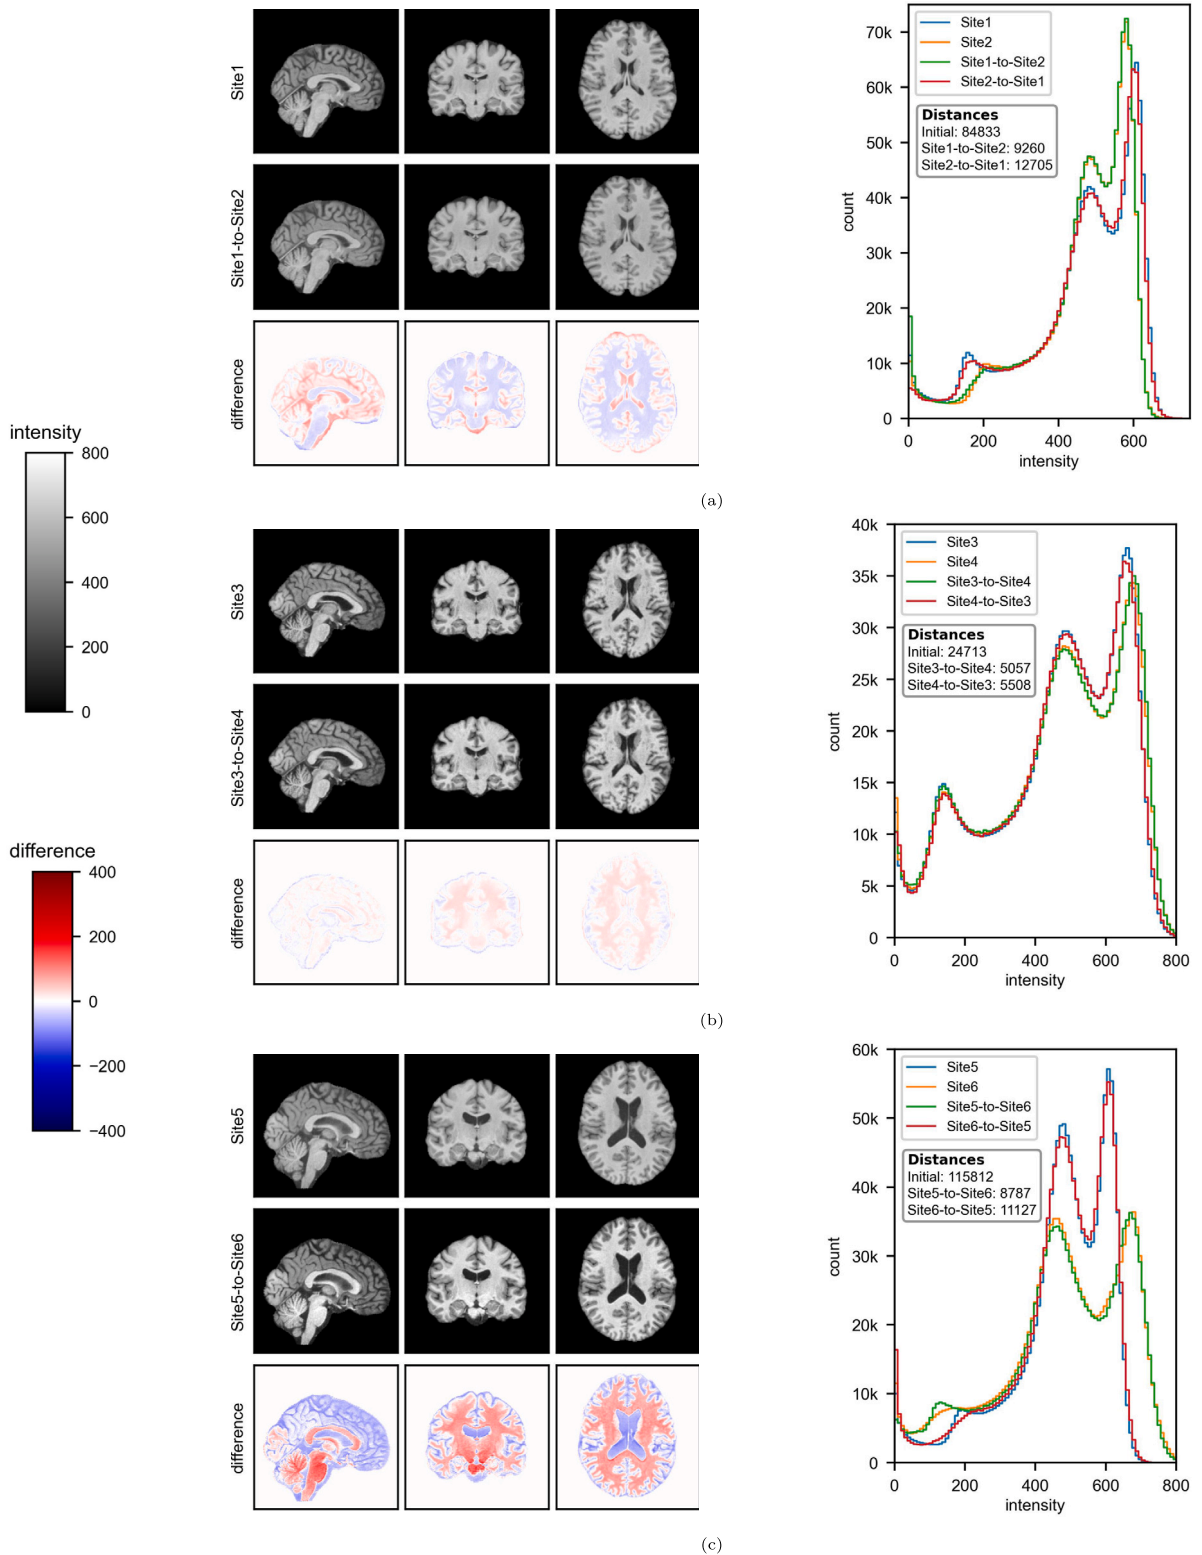 intensity
800
600
400
200
0
difference
400
200
0
−200
−400
Site1
Site1-to-Site2
difference
70k
60k
50k
40k
30k
20k
10k
0
count
Site1
Site2
Site1-to-Site2
Site2-to-Site1
Distances
Initial: 84833
Site1-to-Site2: 9260
Site2-to-Site1: 12705
0 200 400 600
intensity
(a)
Site3
Site3-to-Site4
difference
40k
35k
30k
25k
20k
15k
10k
5k
0
count
Site3
Site4
Site3-to-Site4
Site4-to-Site3
Distances
Initial: 24713
Site3-to-Site4: 5057
Site4-to-Site3: 5508
0 200 400 600 800
intensity
(b)
Site5
Site5-to-Site6
difference
60k
50k
40k
30k
20k
10k
0
count
Site5
Site6
Site5-to-Site6
Site6-to-Site5
Distances
Initial: 115812
Site5-to-Site6: 8787
Site6-to-Site5: 11127
0 200 400 600 800
intensity
(c)